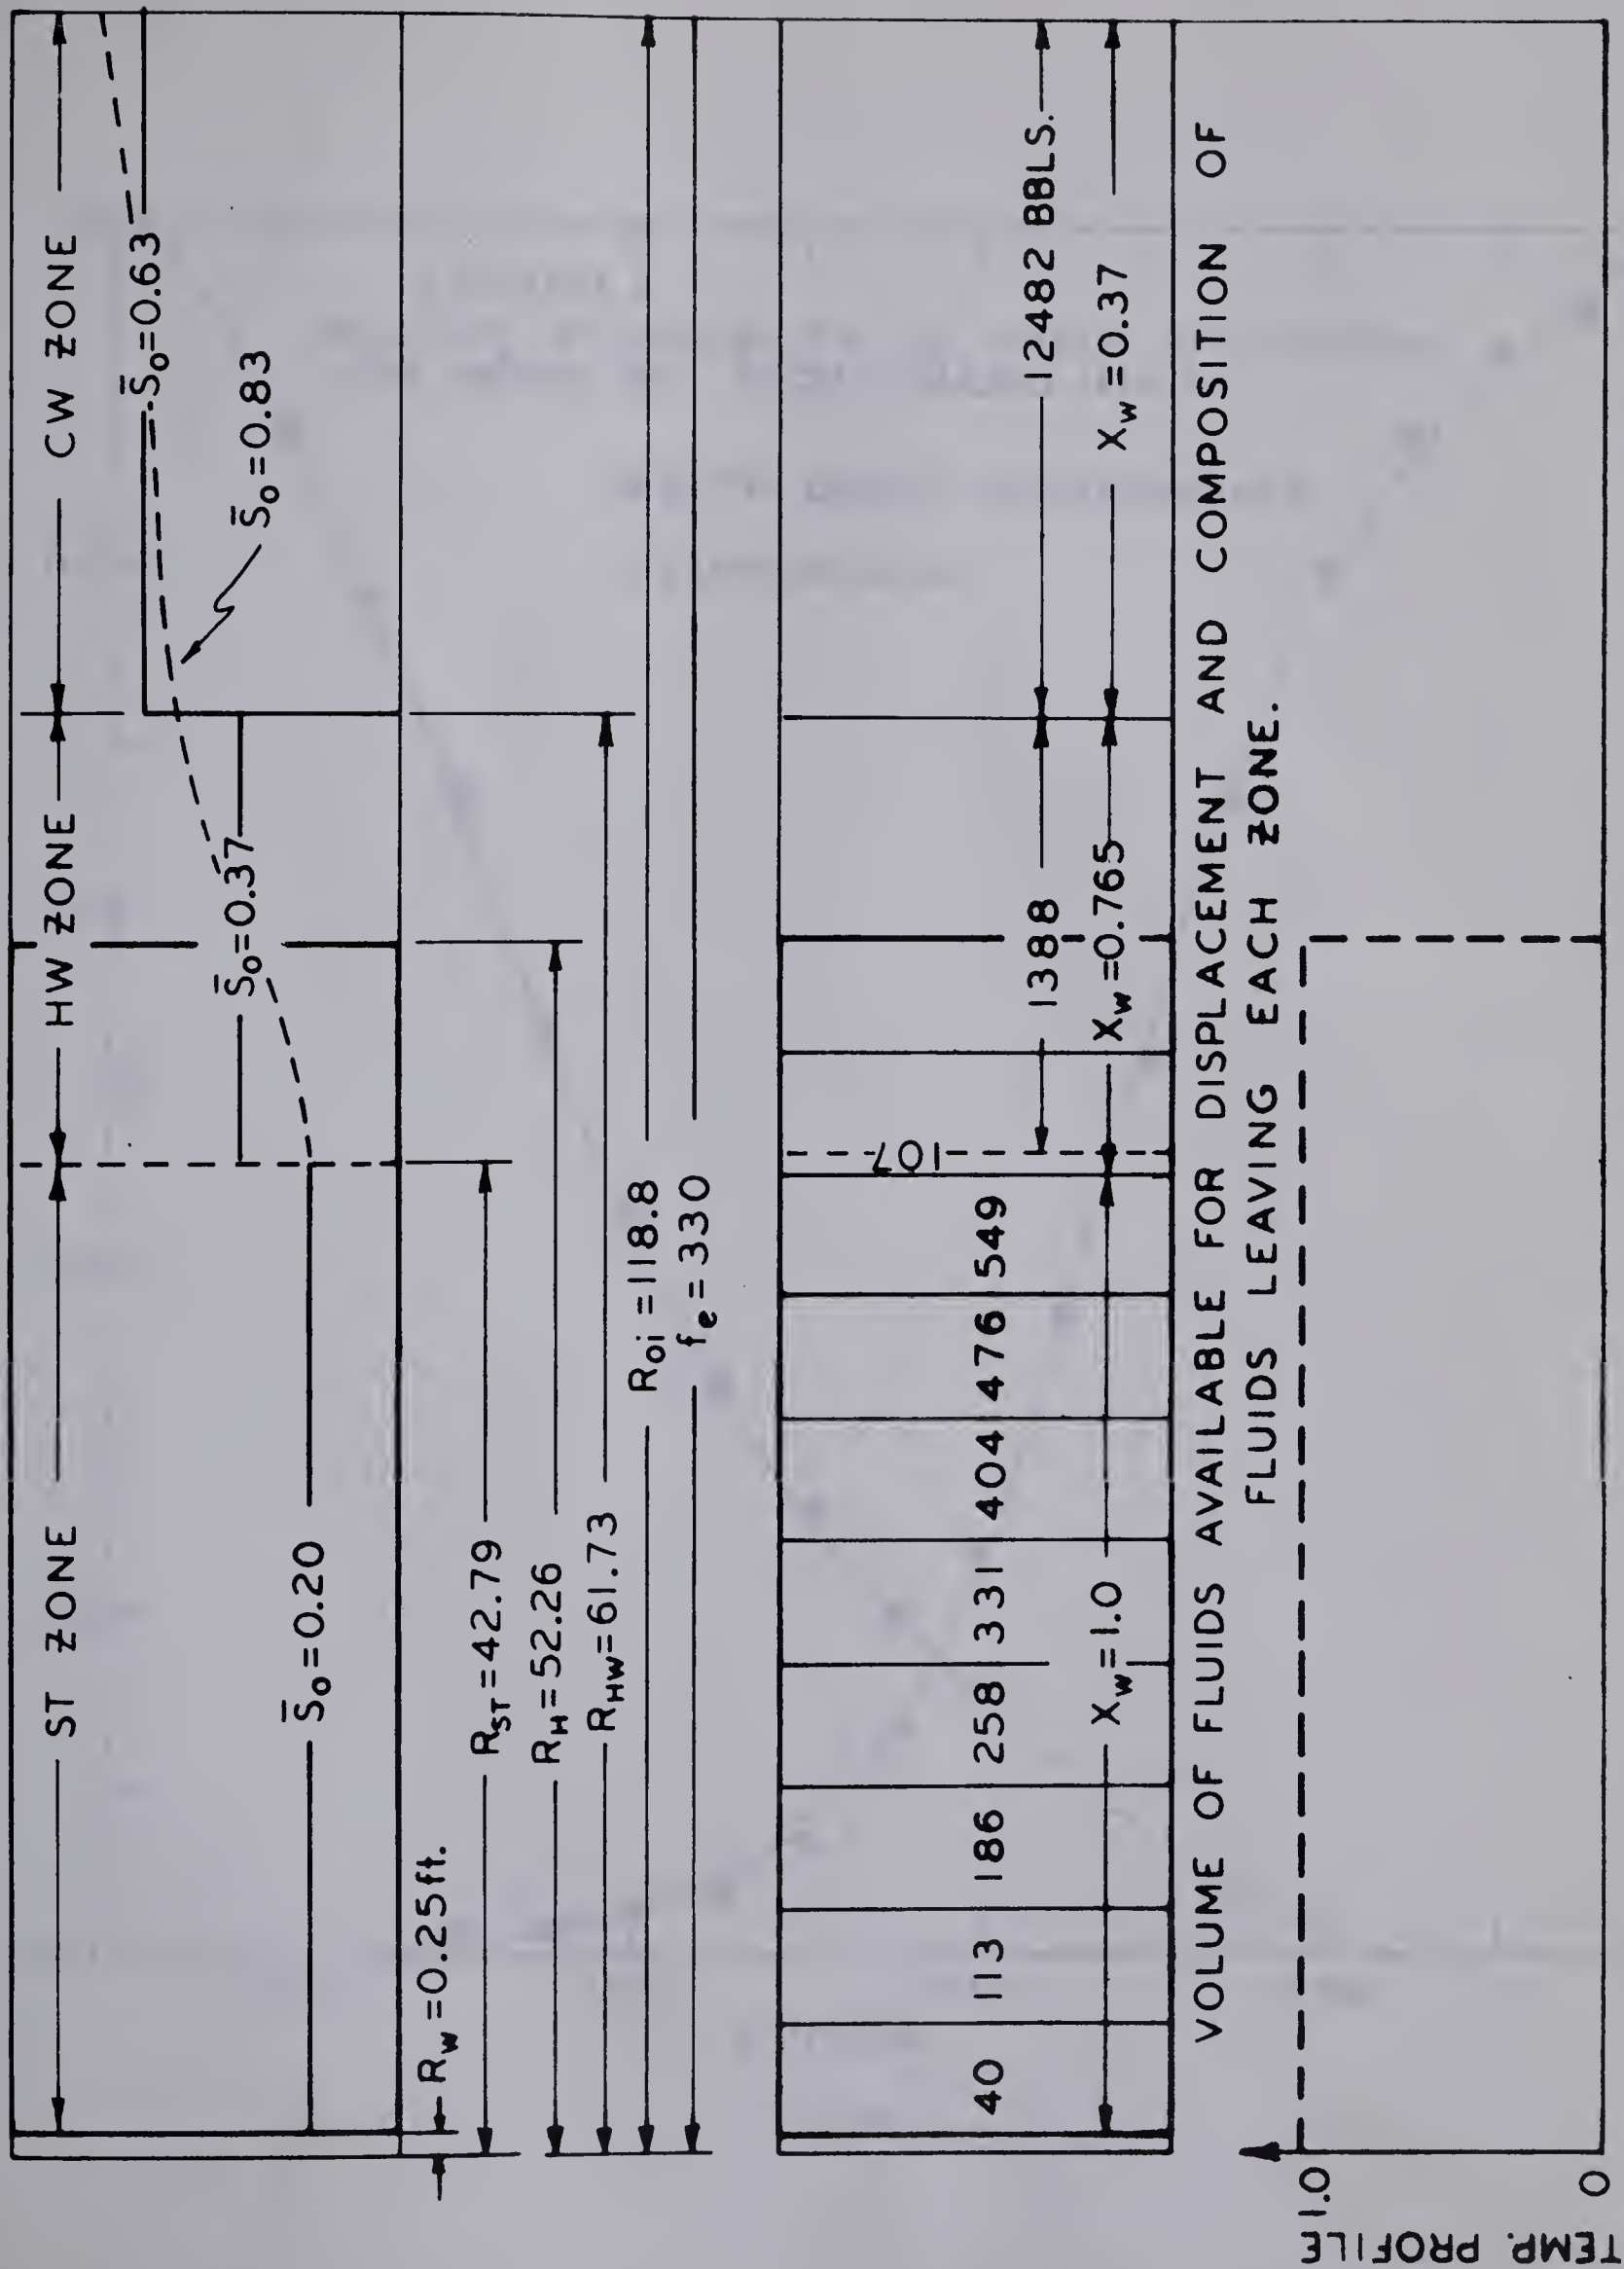 ST ZONE
HW ZONE
CW ZONE
S̄o=0.20
S̄o=0.37
S̄o=0.63
S̄o=0.83
Rw=0.25ft.
RST=42.79
RH=52.26
RHW=61.73
Roi=118.8
fe=330
40 113 186 258 331 404 476 549
107
1388
12482 BBLS.
Xw=1.0
Xw=0.765
Xw=0.37
VOLUME OF FLUIDS AVAILABLE FOR DISPLACEMENT AND COMPOSITION OF
FLUIDS LEAVING EACH ZONE.
TEMP. PROFILE
1.0
0